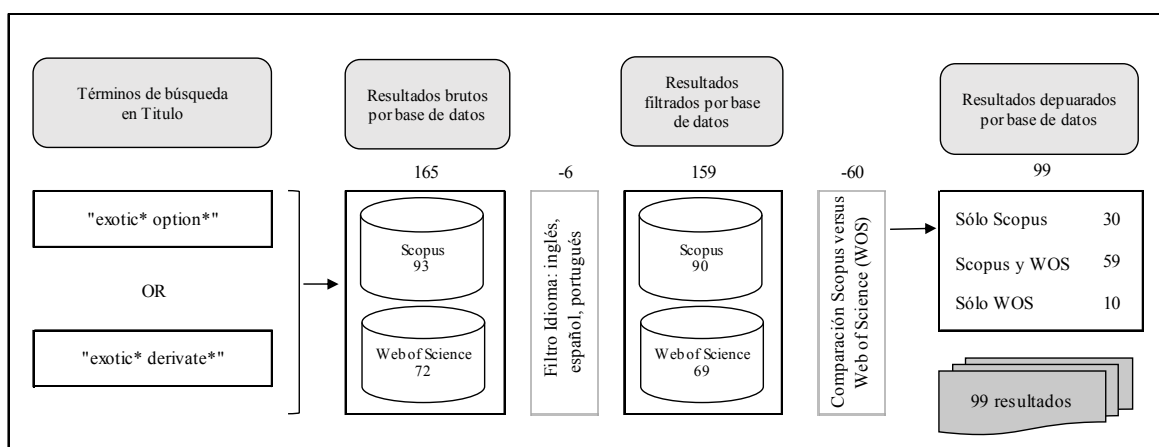 Términos de búsqueda
en Titulo
Resultados brutos
por base de datos
Resultados
filtrados por base
de datos
Resultados depuarados
por base de datos
165
-6
159
-60
99
"exotic* option*"
OR
"exotic* derivate*"
Scopus
93
Web of Science
72
Filtro Idioma: inglés,
español, portugués
Scopus
90
Web of Science
69
Comparación Scopus versus
Web of Science (WOS)
Sólo Scopus 30
Scopus y WOS 59
Sólo WOS 10
99 resultados